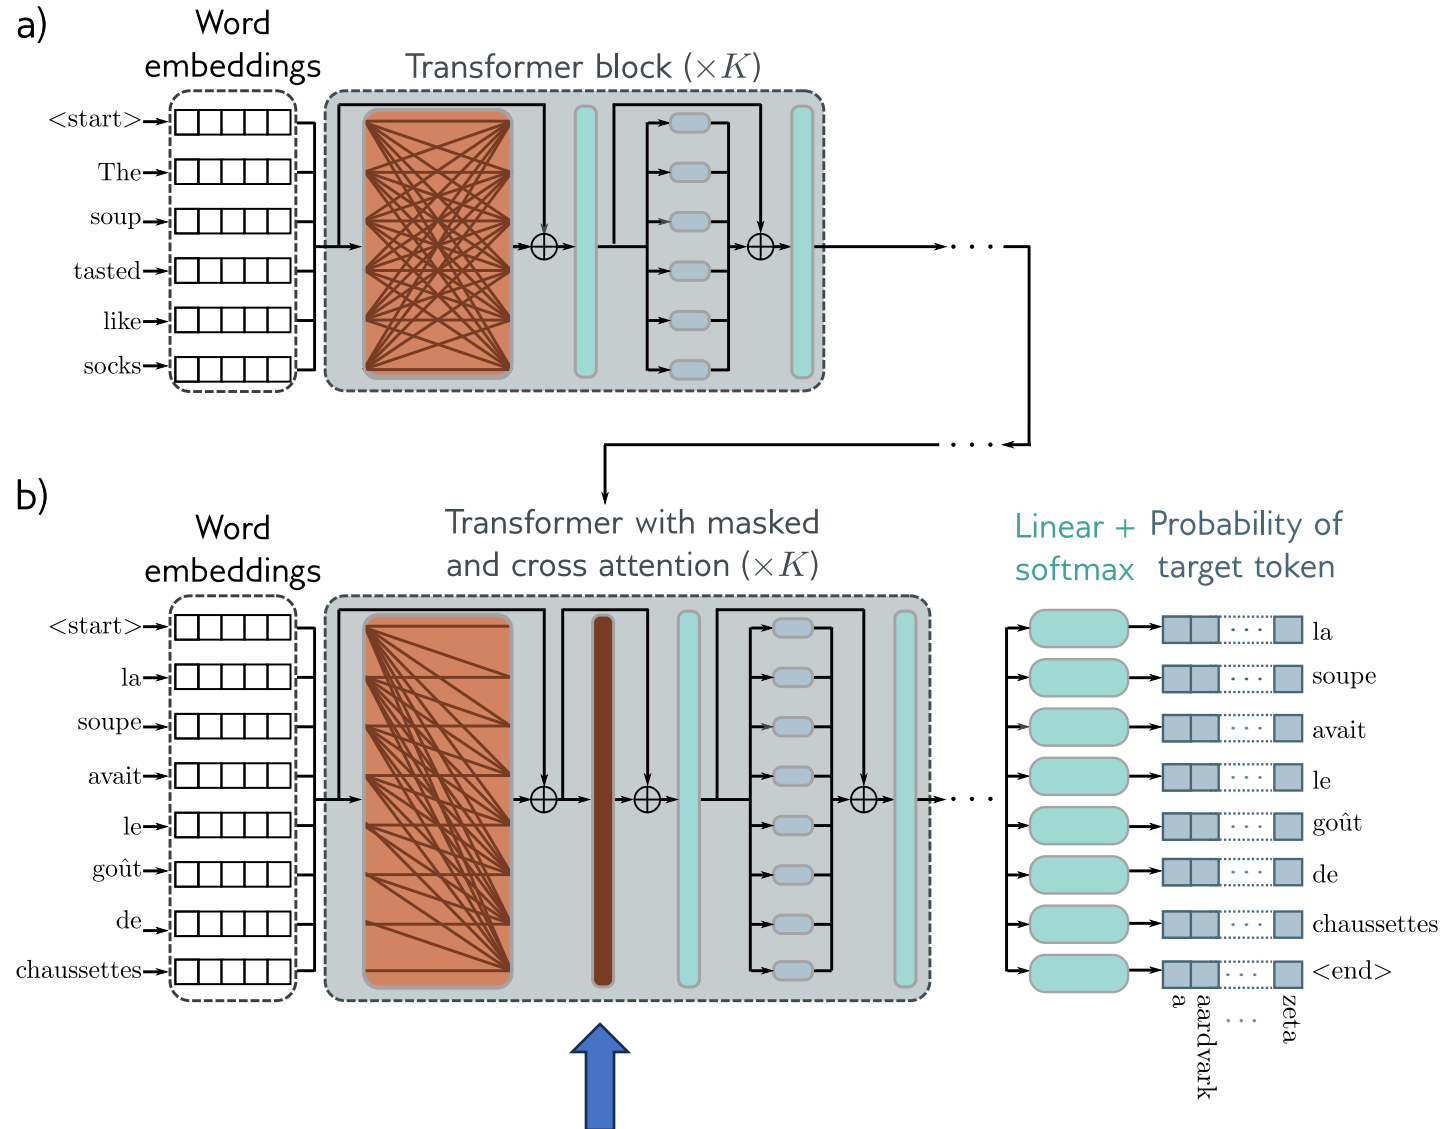 a)
Word
embeddings
Transformer block (×K)
<start>
The
soup
tasted
like
socks
. . . .
. . . .
b)
Word
embeddings
Transformer with masked
and cross attention (×K)
Linear +
softmax
Probability of
target token
<start>
la
soupe
avait
le
goût
de
chaussettes
. . . .
la
soupe
avait
le
goût
de
chaussettes
<end>
a
aardvark
. . .
zeta